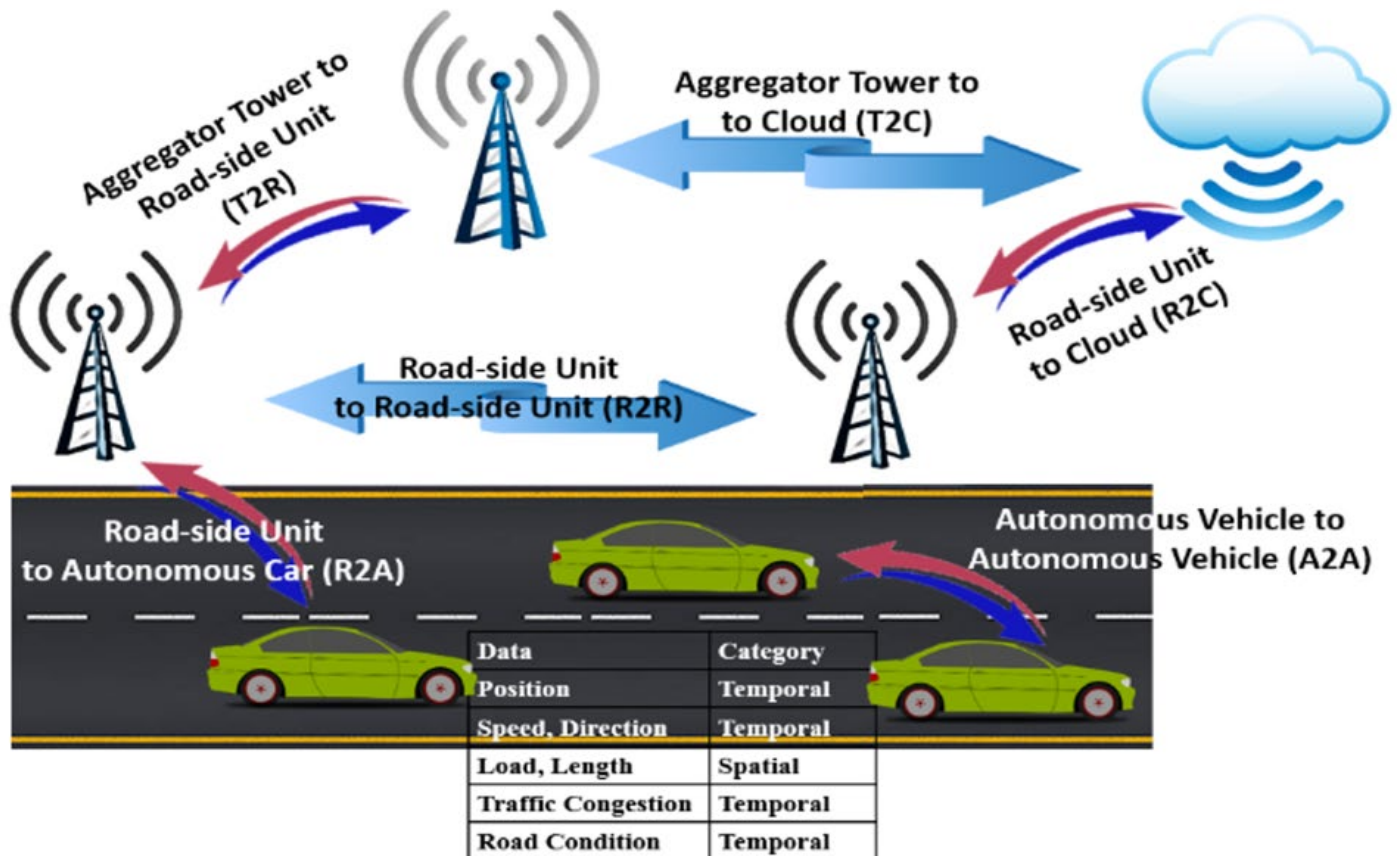 Aggregator Tower to
Road-side Unit
(T2R)
Aggregator Tower to
to Cloud (T2C)
Road-side Unit
to Cloud (R2C)
Road-side Unit
to Road-side Unit (R2R)
Road-side Unit
to Autonomous Car (R2A)
Autonomous Vehicle to
Autonomous Vehicle (A2A)
Data Category
Position Temporal
Speed, Direction Temporal
Load, Length Spatial
Traffic Congestion Temporal
Road Condition Temporal